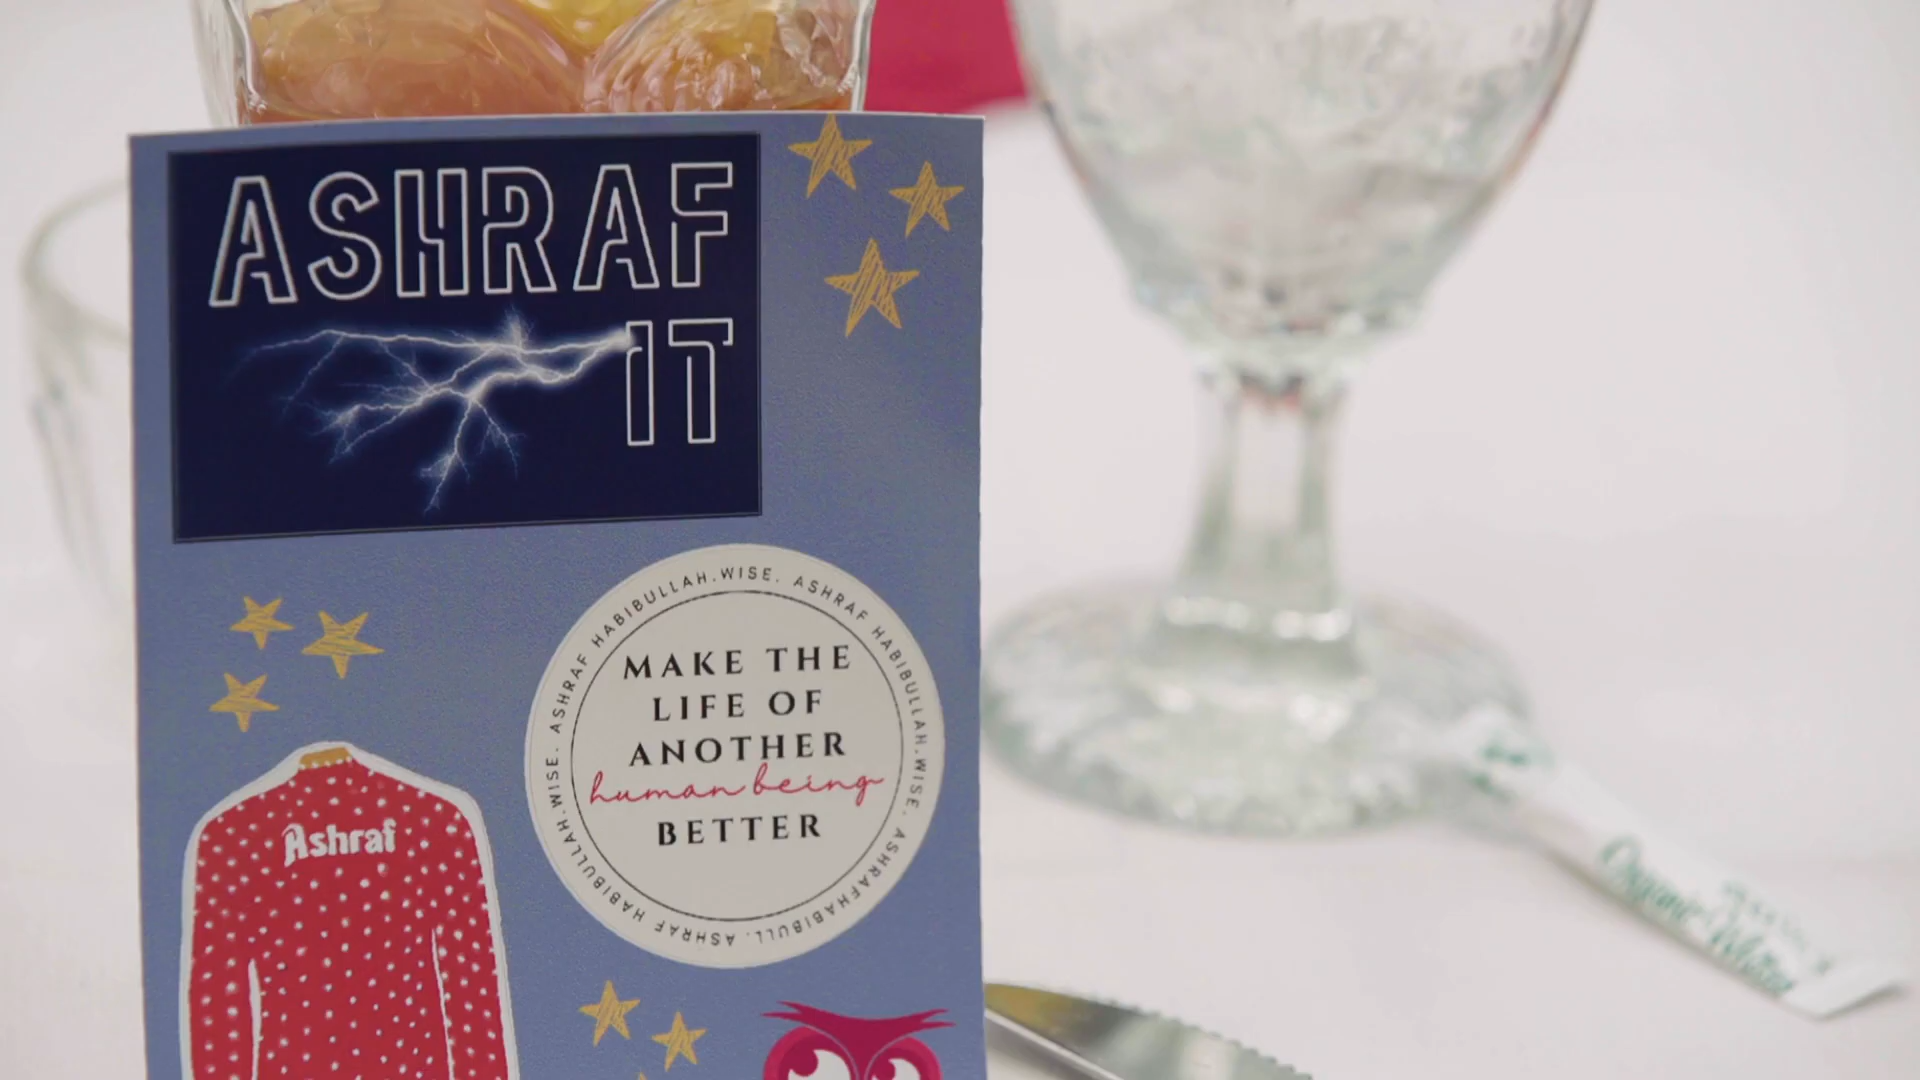 ASHRAF
IT
ASHRAF HABIBULLAH.WISE. ASHRAF HABIBULLAH.WISE. ASHRAFHABIBULL. ASHRAF HABIBULLAH.WISE.
MAKE THE
LIFE OF
ANOTHER
human being
BETTER
Ashraf
Organic